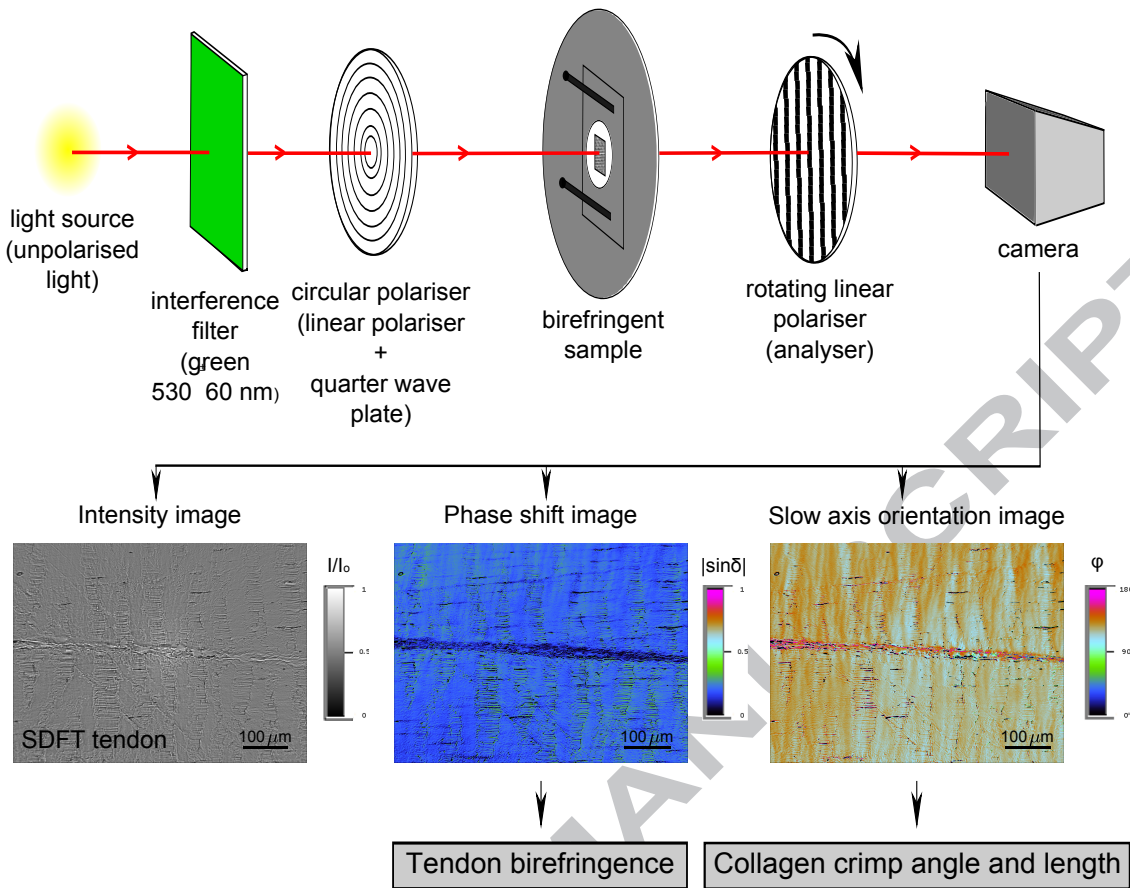 light source
(unpolarised
light)
interference
filter
(green
530 ± 60 nm)
circular polariser
(linear polariser
+
quarter wave
plate)
birefringent
sample
rotating linear
polariser
(analyser)
camera
Intensity image
Phase shift image
Slow axis orientation image
I/I₀
1
0.5
0
|sinδ|
1
0.5
0
φ
180
90
0°
SDFT tendon
100 μm
100 μm
100 μm
Tendon birefringence
Collagen crimp angle and length